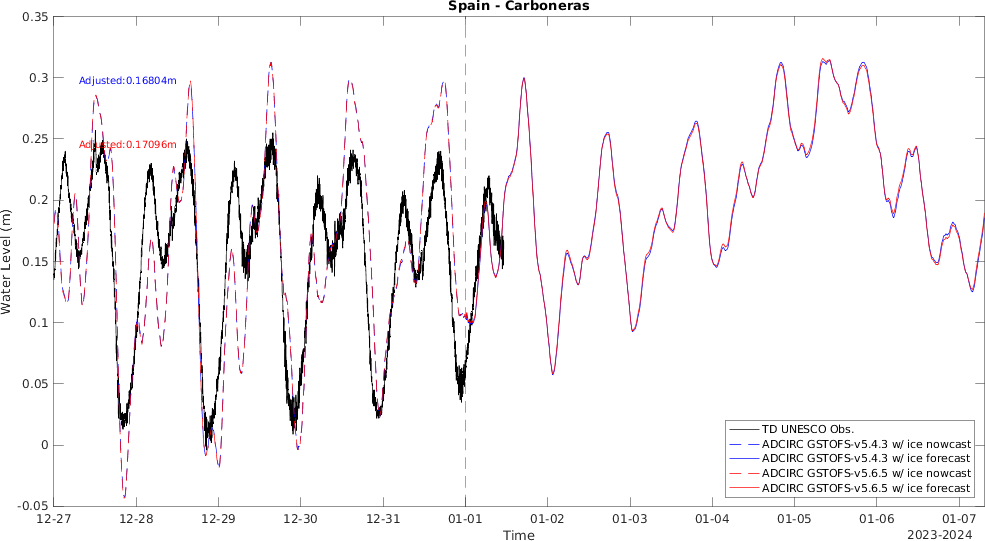 Spain - Carboneras
0.35
0.3
0.25
0.2
0.15
0.1
0.05
0
-0.05
Water Level (m)
Adjusted:0.16804m
Adjusted:0.17096m
TD UNESCO Obs.
ADCIRC GSTOFS-v5.4.3 w/ ice nowcast
ADCIRC GSTOFS-v5.4.3 w/ ice forecast
ADCIRC GSTOFS-v5.6.5 w/ ice nowcast
ADCIRC GSTOFS-v5.6.5 w/ ice forecast
12-27 12-28 12-29 12-30 12-31 01-01 01-02 01-03 01-04 01-05 01-06 01-07
Time
2023-2024